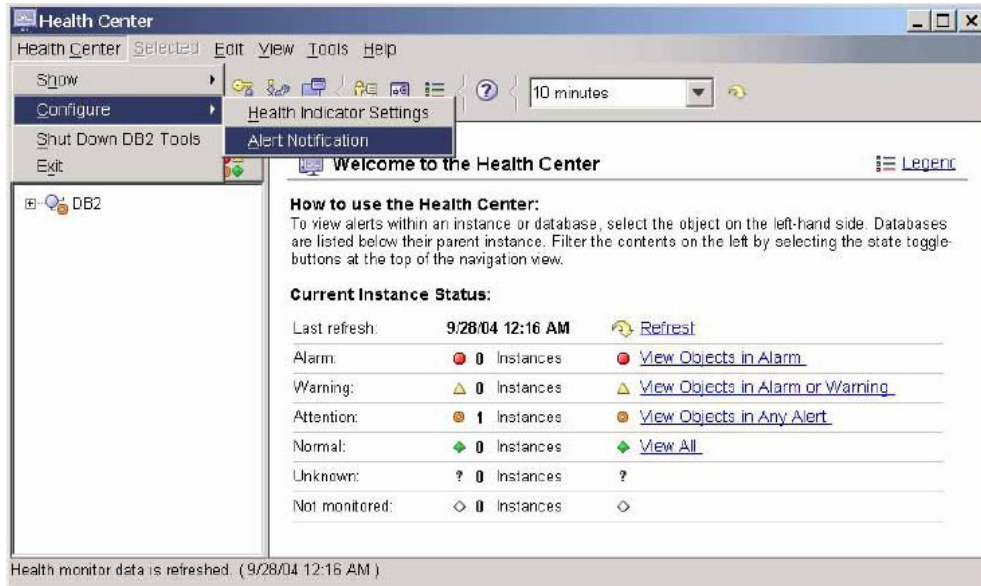 Health Center
Health Center Selected Edit View Tools Help
Show
Configure
Shut Down DB2 Tools
Exit
Health Indicator Settings
Alert Notification
10 minutes
Welcome to the Health Center
Legend
DB2
How to use the Health Center:
To view alerts within an instance or database, select the object on the left-hand side. Databases
are listed below their parent instance. Filter the contents on the left by selecting the state toggle-
buttons at the top of the navigation view.
Current Instance Status:
Last refresh: 9/28/04 12:16 AM Refresh
Alarm: 0 Instances View Objects in Alarm
Warning: 0 Instances View Objects in Alarm or Warning
Attention: 1 Instances View Objects in Any Alert
Normal: 0 Instances View All
Unknown: ? 0 Instances ?
Not monitored: 0 Instances
Health monitor data is refreshed. ( 9/28/04 12:16 AM )